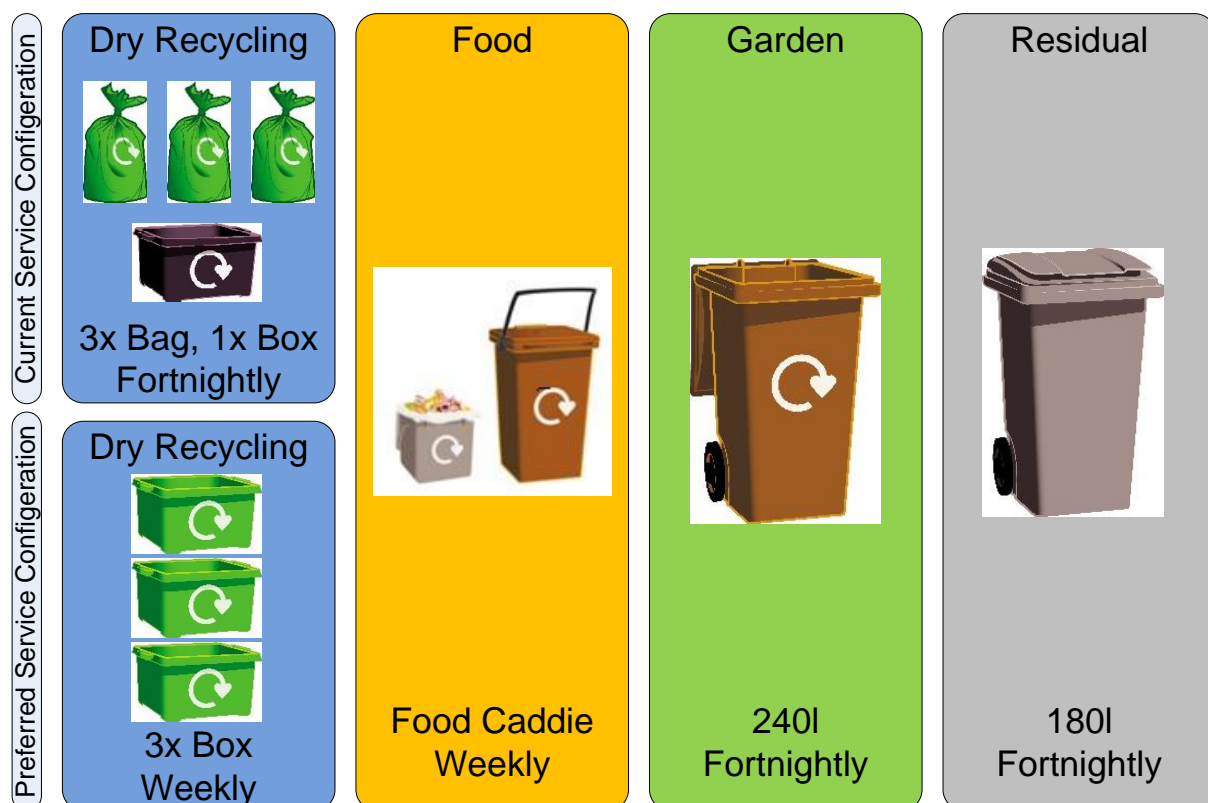 Current Service Configeration
Dry Recycling
3x Bag, 1x Box
Fortnightly
Preferred Service Configeration
Dry Recycling
3x Box
Weekly
Food
Food Caddie
Weekly
Garden
240l
Fortnightly
Residual
180l
Fortnightly